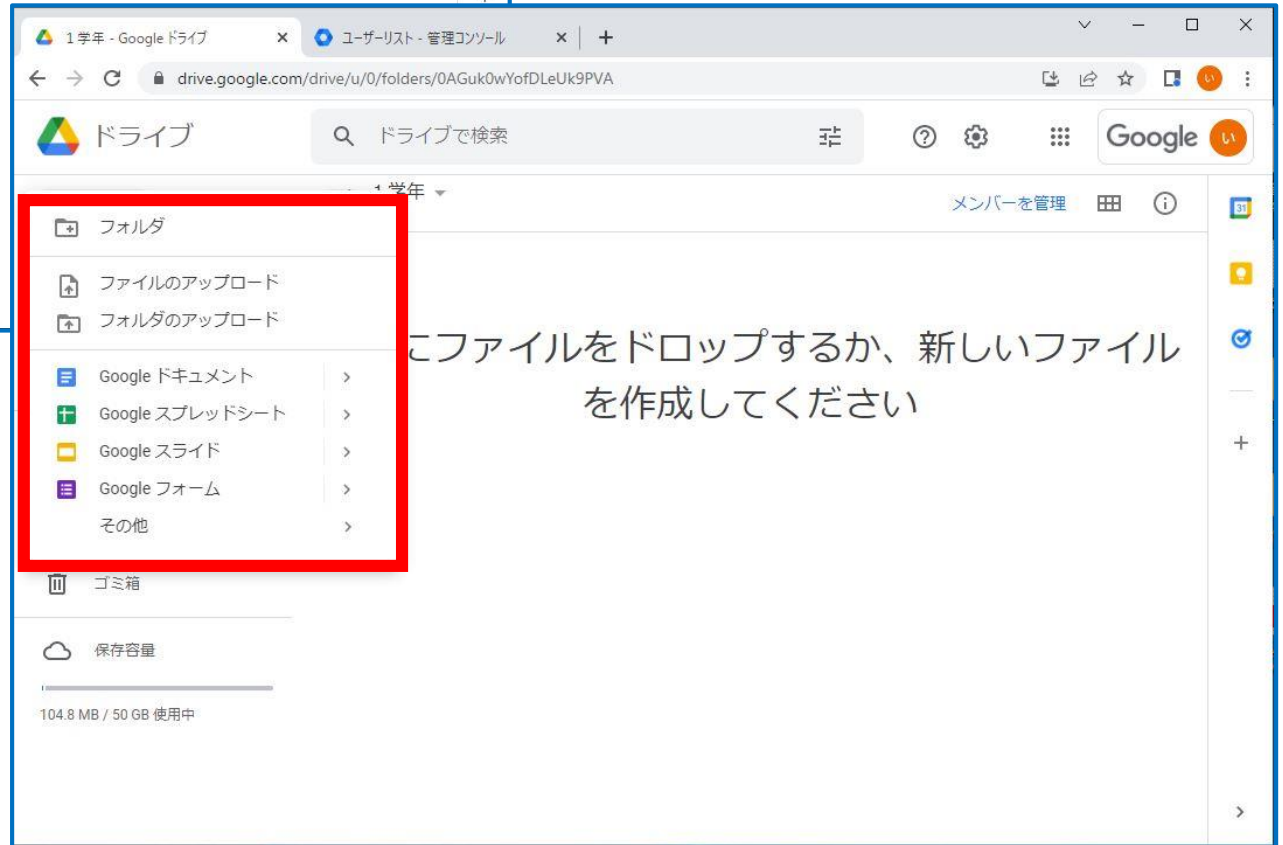 1 学年 - Google ドライブ
ユーザーリスト - 管理コンソール
drive.google.com/drive/u/0/folders/0AGuk0wYofDLeUk9PVA
い
ドライブ
ドライブで検索
Google
い
1 学年
メンバーを管理
31
フォルダ
ファイルのアップロード
フォルダのアップロード
にファイルをドロップするか、新しいファイル
を作成してください
Google ドキュメント
Google スプレッドシート
Google スライド
Google フォーム
その他
ゴミ箱
保存容量
104.8 MB / 50 GB 使用中